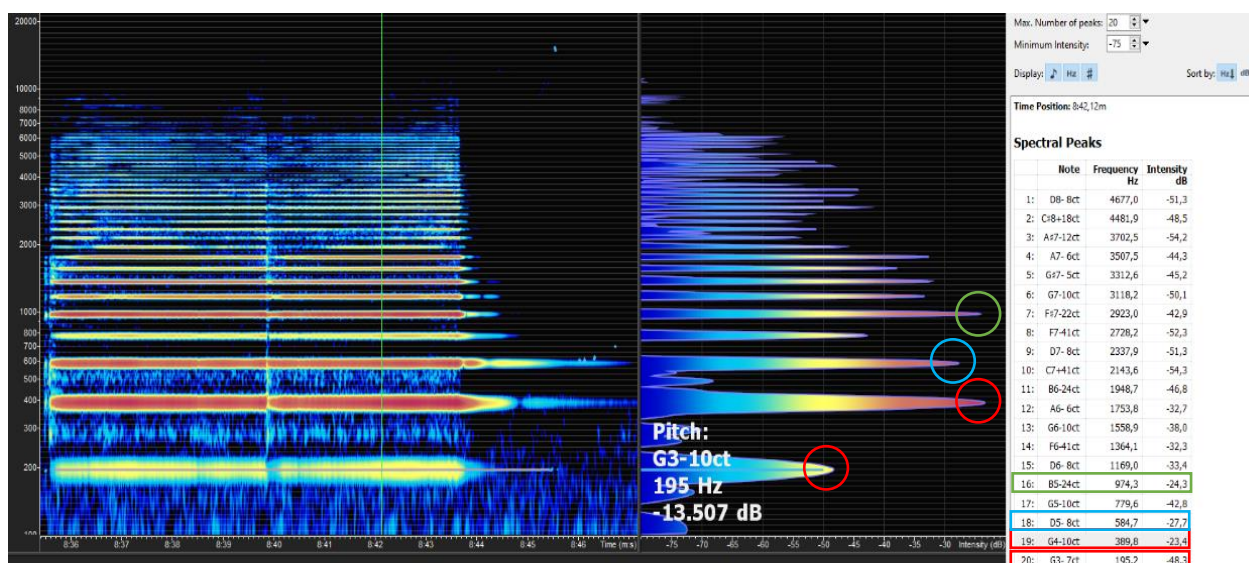 Max. Number of peaks: 20
Minimum Intensity: -75
Display: ♪ Hz # Sort by: Hz dB
Time Position: 8:42,12m
Spectral Peaks
Note Frequency Hz Intensity dB
1: D8- 8ct 4677,0 -51,3
2: C♯8+18ct 4481,9 -48,5
3: A♯7-12ct 3702,5 -54,2
4: A7- 6ct 3507,5 -44,3
5: G♯7- 5ct 3312,6 -45,2
6: G7-10ct 3118,2 -50,1
7: F♯7-22ct 2923,0 -42,9
8: F7-41ct 2728,2 -52,3
9: D7- 8ct 2337,9 -51,3
10: C7+41ct 2143,6 -54,3
11: B6-24ct 1948,7 -46,8
12: A6- 6ct 1753,8 -32,7
13: G6-10ct 1558,9 -38,0
14: F6-41ct 1364,1 -32,3
15: D6- 8ct 1169,0 -33,4
16: B5-24ct 974,3 -24,3
17: G5-10ct 779,6 -42,8
18: D5- 8ct 584,7 -27,7
19: G4-10ct 389,8 -23,4
20: G3- 7ct 195,2 -48,3
20000
10000
8000
7000
6000
5000
4000
3000
2000
1000
800
700
600
500
400
300
200
100
Pitch:
G3-10ct
195 Hz
-13.507 dB
8:36 8:37 8:38 8:39 8:40 8:41 8:42 8:43 8:44 8:45 8:46 Time (m:s)
-75 -70 -65 -60 -55 -50 -45 -40 -35 -30 Intensity (dB)